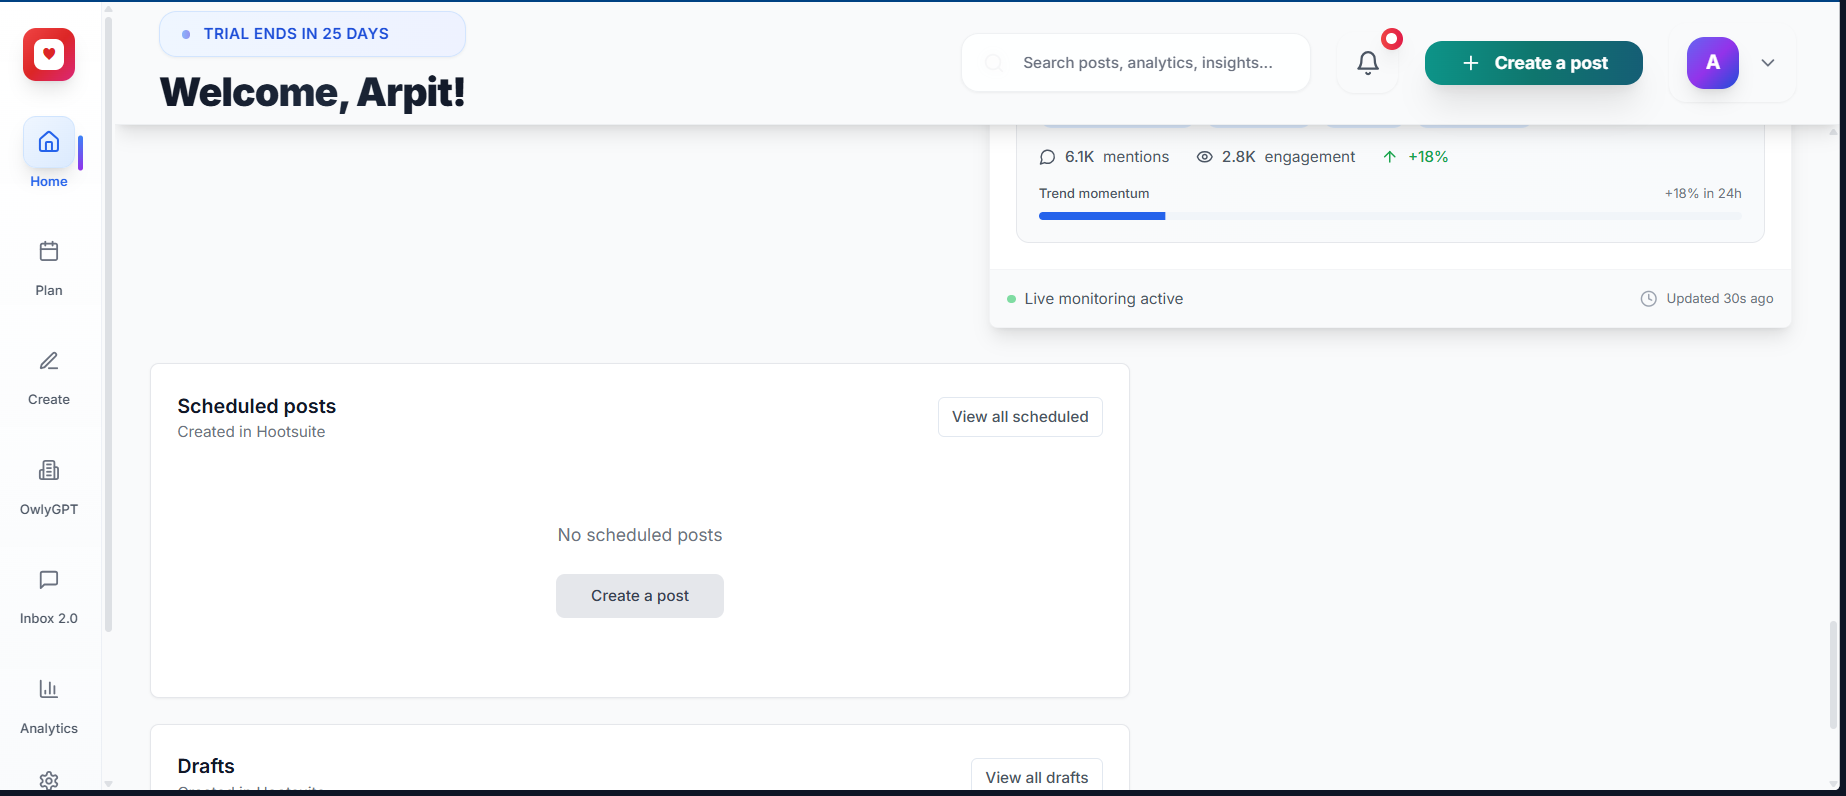 TRIAL ENDS IN 25 DAYS
Welcome, Arpit!
Search posts, analytics, insights...
Create a post
A
Home
Plan
Create
OwlyGPT
Inbox 2.0
Analytics
6.1K mentions 2.8K engagement +18%
Trend momentum +18% in 24h
Live monitoring active Updated 30s ago
Scheduled posts
Created in Hootsuite
View all scheduled
No scheduled posts
Create a post
Drafts
View all drafts